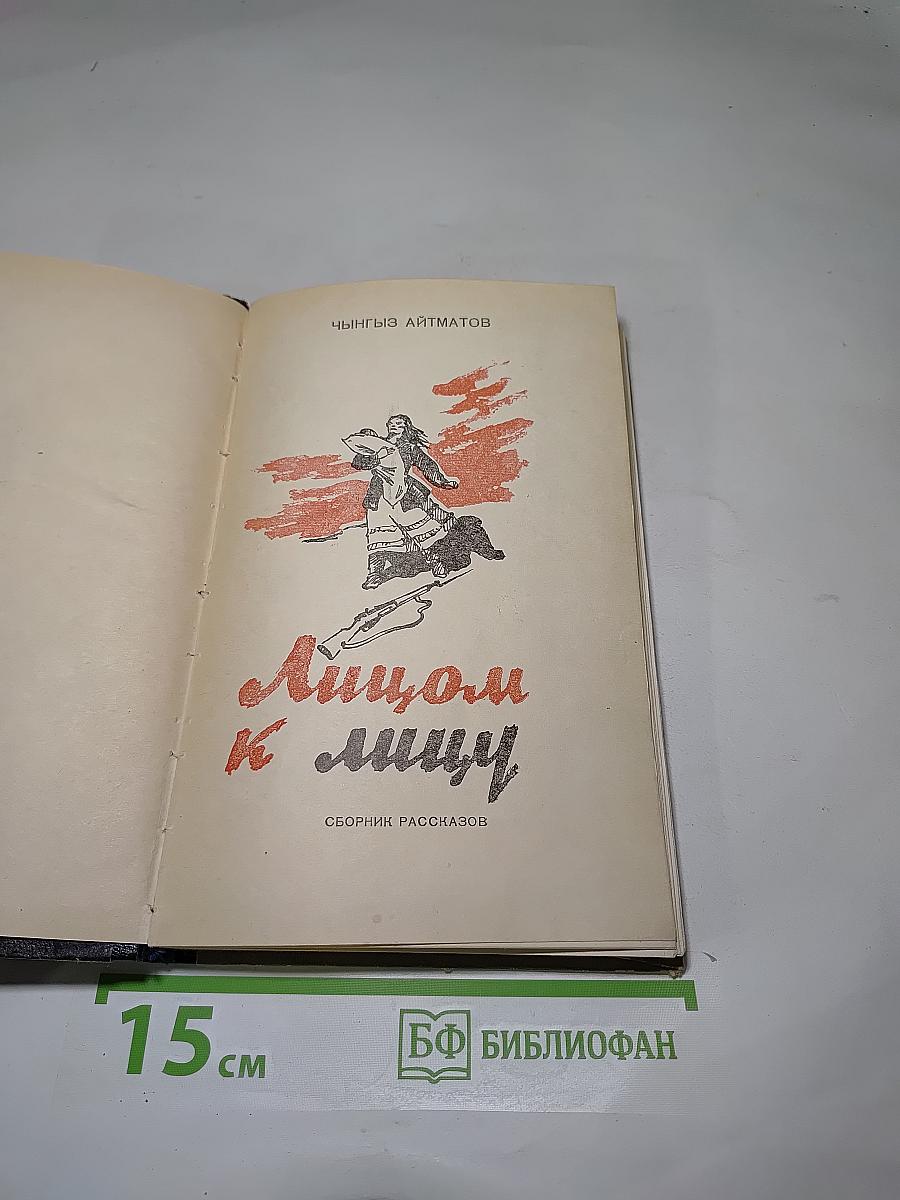 ЧЫНГЫЗ АЙТМАТОВ
Лицом
к лицу
СБОРНИК РАССКАЗОВ
15 см
БФ БИБЛИОФАН